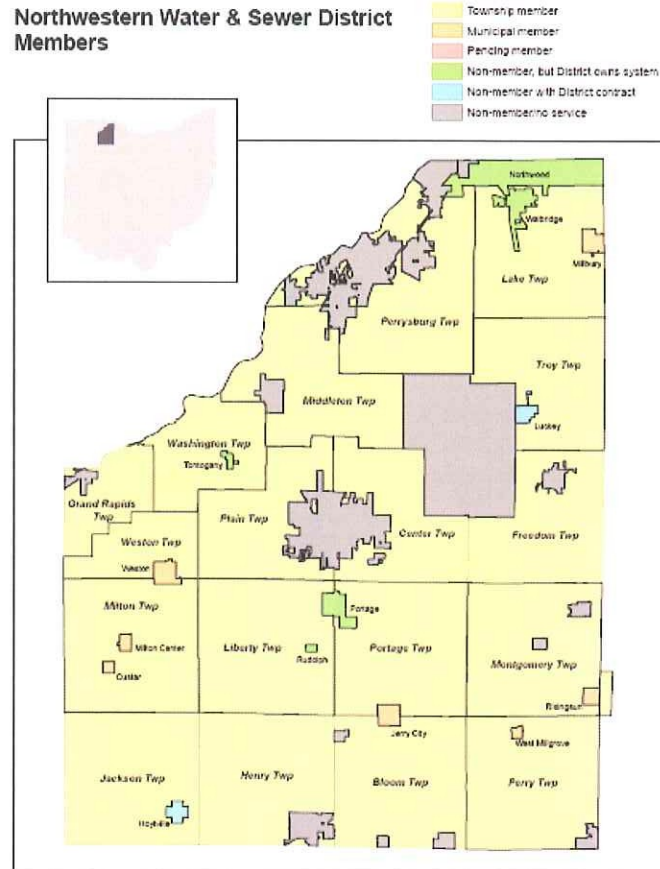 Northwestern Water & Sewer District
Members
Township member
Municipal member
Pending member
Non-member, but District owns system
Non-member with District contract
Non-member/no service
Northwood
Walbridge
Millbury
Lake Twp
Perrysburg Twp
Troy Twp
Middleton Twp
Luckey
Washington Twp
Tontogany
Grand Rapids
Twp
Plain Twp
Center Twp
Freedom Twp
Weston Twp
Weston
Milton Twp
Portage
Milton Center
Liberty Twp
Rudolph
Portage Twp
Montgomery Twp
Custar
Risingsun
Jerry City
West Millgrove
Jackson Twp
Henry Twp
Bloom Twp
Perry Twp
Hoytville